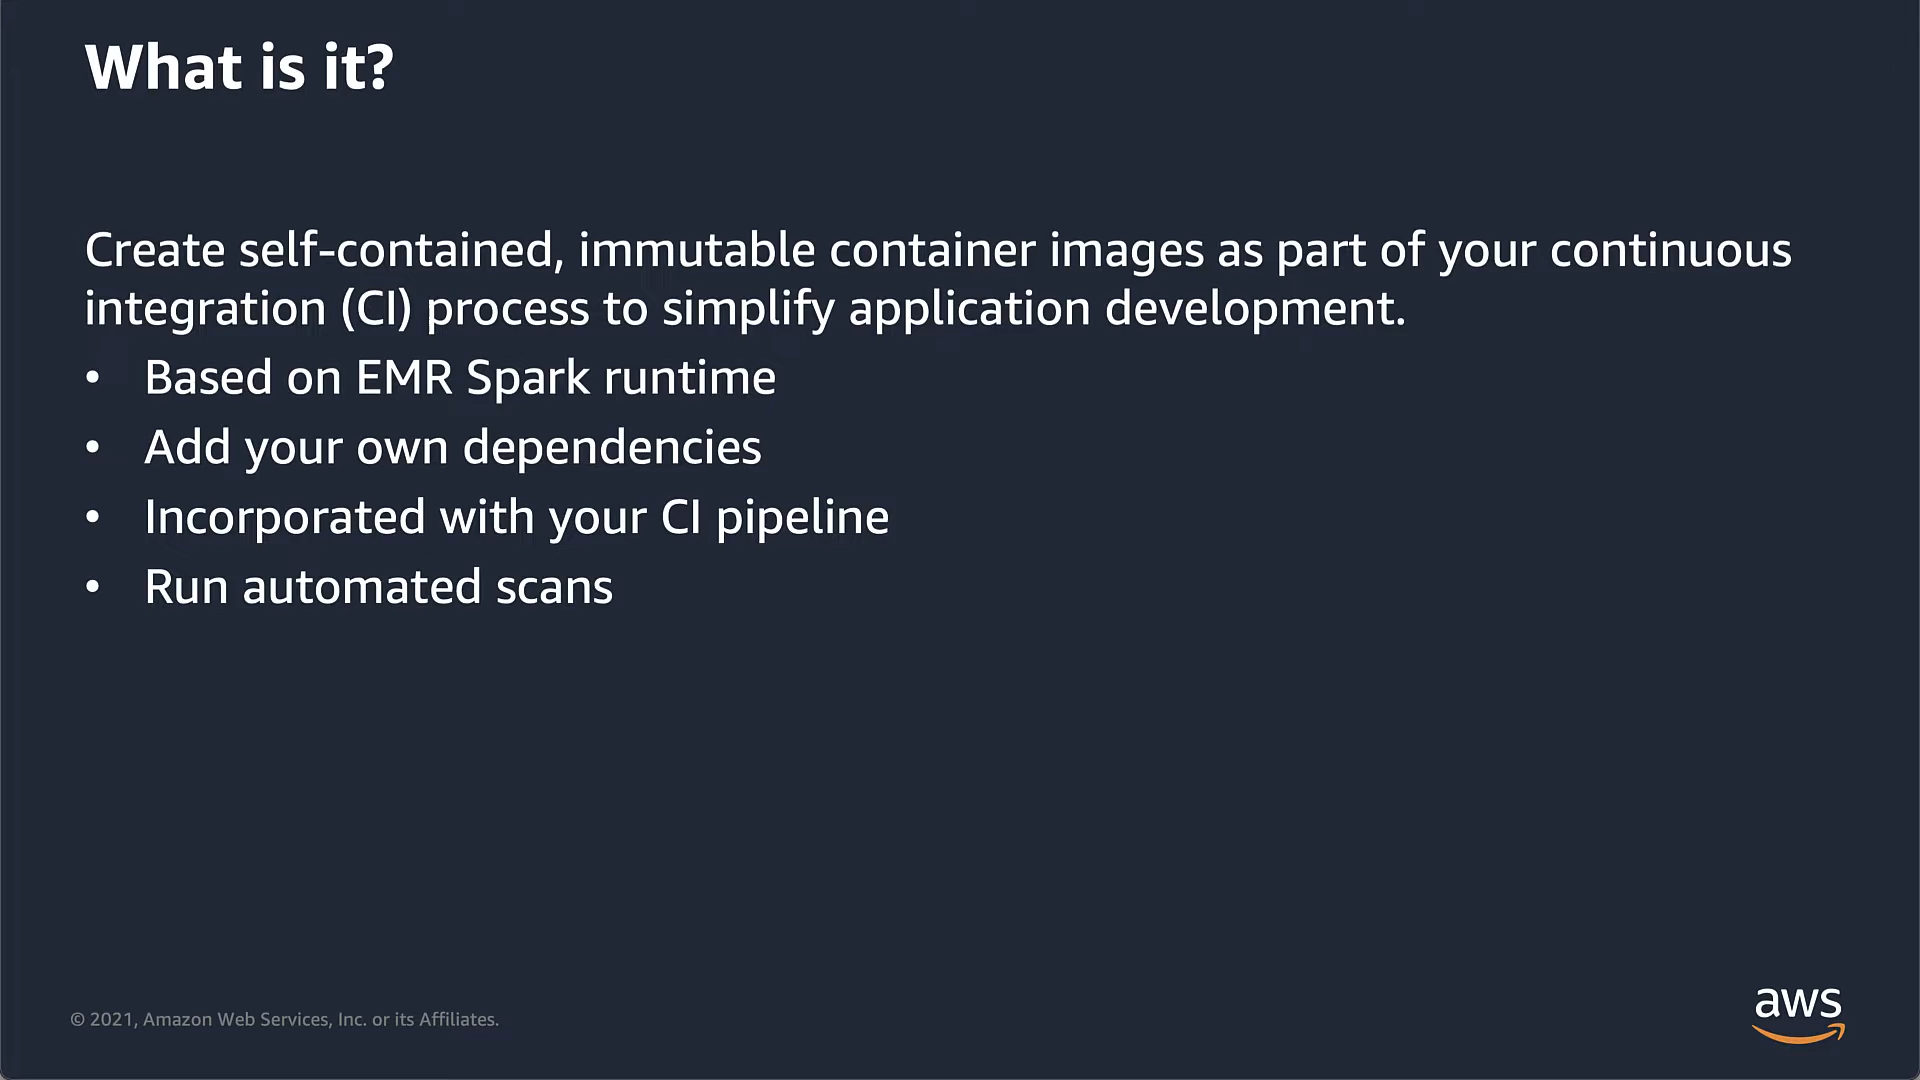 What is it?
Create self-contained, immutable container images as part of your continuous
integration (CI) process to simplify application development.
• Based on EMR Spark runtime
• Add your own dependencies
• Incorporated with your CI pipeline
• Run automated scans
© 2021, Amazon Web Services, Inc. or its Affiliates.
aws